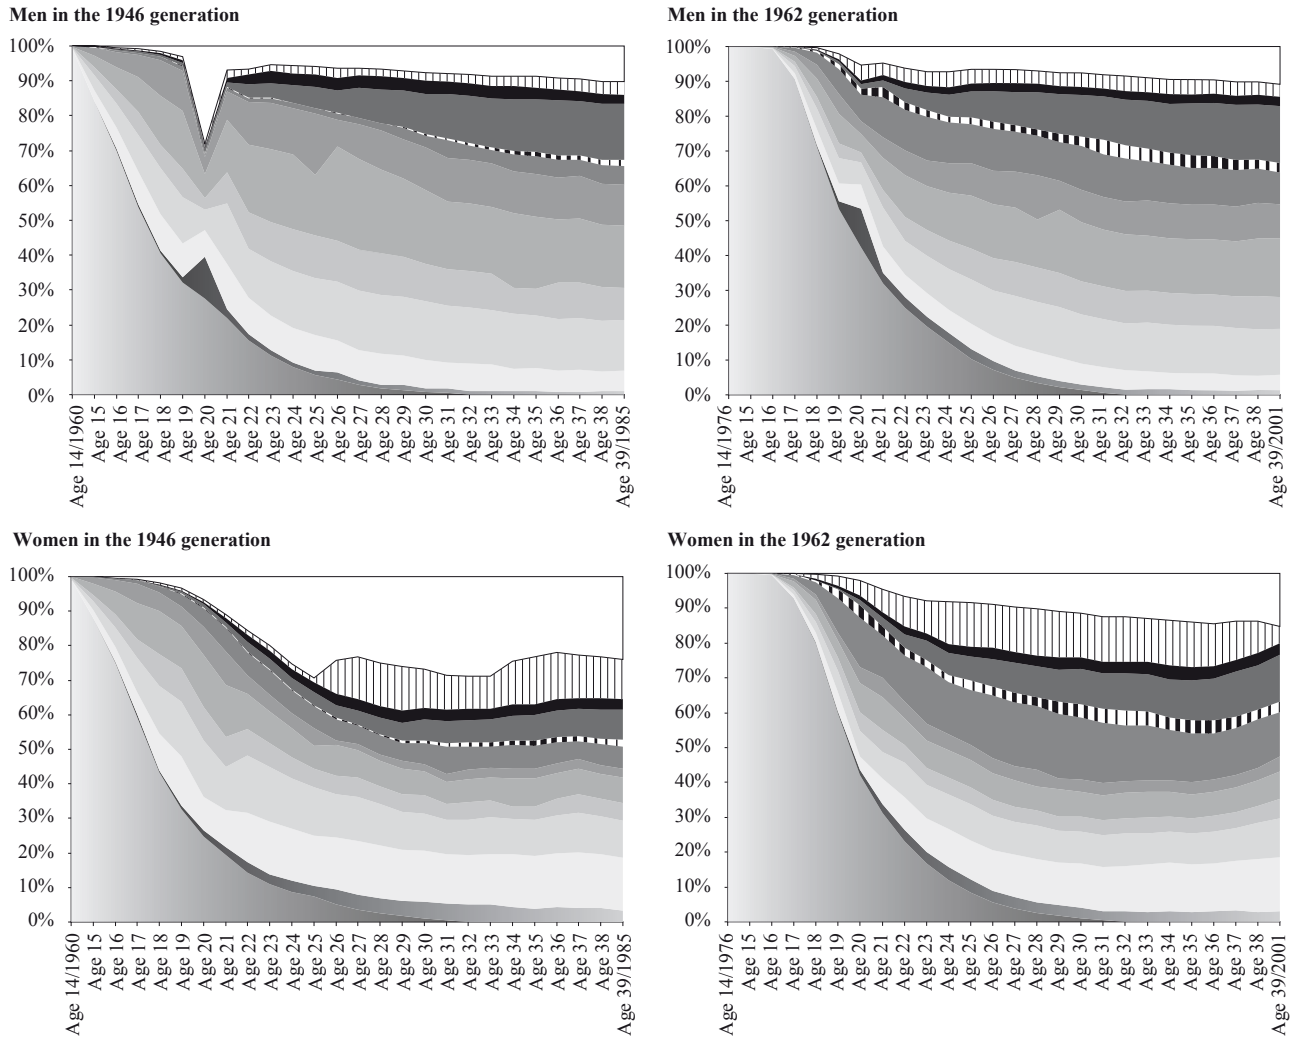 Men in the 1946 generation
100%
90%
80%
70%
60%
50%
40%
30%
20%
10%
0%
Age 14/1960
Age 15
Age 16
Age 17
Age 18
Age 19
Age 20
Age 21
Age 22
Age 23
Age 24
Age 25
Age 26
Age 27
Age 28
Age 29
Age 30
Age 31
Age 32
Age 33
Age 34
Age 35
Age 36
Age 37
Age 38
Age 39/1985
Men in the 1962 generation
100%
90%
80%
70%
60%
50%
40%
30%
20%
10%
0%
Age 14/1976
Age 15
Age 16
Age 17
Age 18
Age 19
Age 20
Age 21
Age 22
Age 23
Age 24
Age 25
Age 26
Age 27
Age 28
Age 29
Age 30
Age 31
Age 32
Age 33
Age 34
Age 35
Age 36
Age 37
Age 38
Age 39/2001
Women in the 1946 generation
100%
90%
80%
70%
60%
50%
40%
30%
20%
10%
0%
Age 14/1960
Age 15
Age 16
Age 17
Age 18
Age 19
Age 20
Age 21
Age 22
Age 23
Age 24
Age 25
Age 26
Age 27
Age 28
Age 29
Age 30
Age 31
Age 32
Age 33
Age 34
Age 35
Age 36
Age 37
Age 38
Age 39/1985
Women in the 1962 generation
100%
90%
80%
70%
60%
50%
40%
30%
20%
10%
0%
Age 14/1976
Age 15
Age 16
Age 17
Age 18
Age 19
Age 20
Age 21
Age 22
Age 23
Age 24
Age 25
Age 26
Age 27
Age 28
Age 29
Age 30
Age 31
Age 32
Age 33
Age 34
Age 35
Age 36
Age 37
Age 38
Age 39/2001